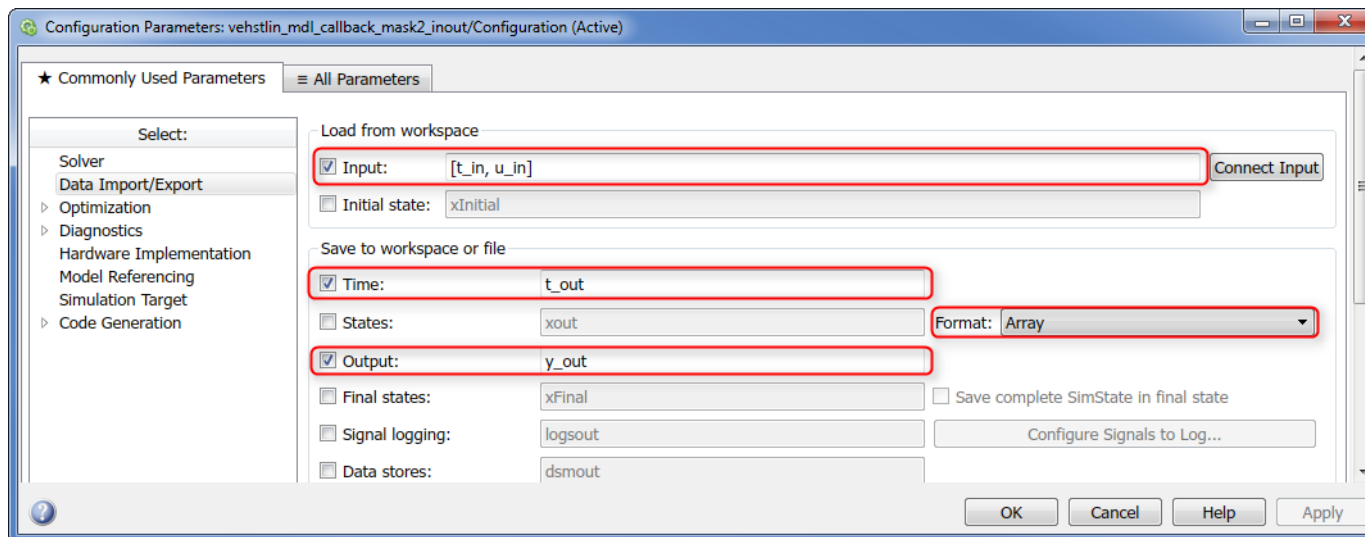 Configuration Parameters: vehstlin_mdl_callback_mask2_inout/Configuration (Active)
★ Commonly Used Parameters
≡ All Parameters
Select:
Solver
Data Import/Export
Optimization
Diagnostics
Hardware Implementation
Model Referencing
Simulation Target
Code Generation
Load from workspace
Input: [t_in, u_in] Connect Input
Initial state: xInitial
Save to workspace or file
Time: t_out
States: xout Format: Array
Output: y_out
Final states: xFinal Save complete SimState in final state
Signal logging: logsout Configure Signals to Log...
Data stores: dsmout
OK Cancel Help Apply